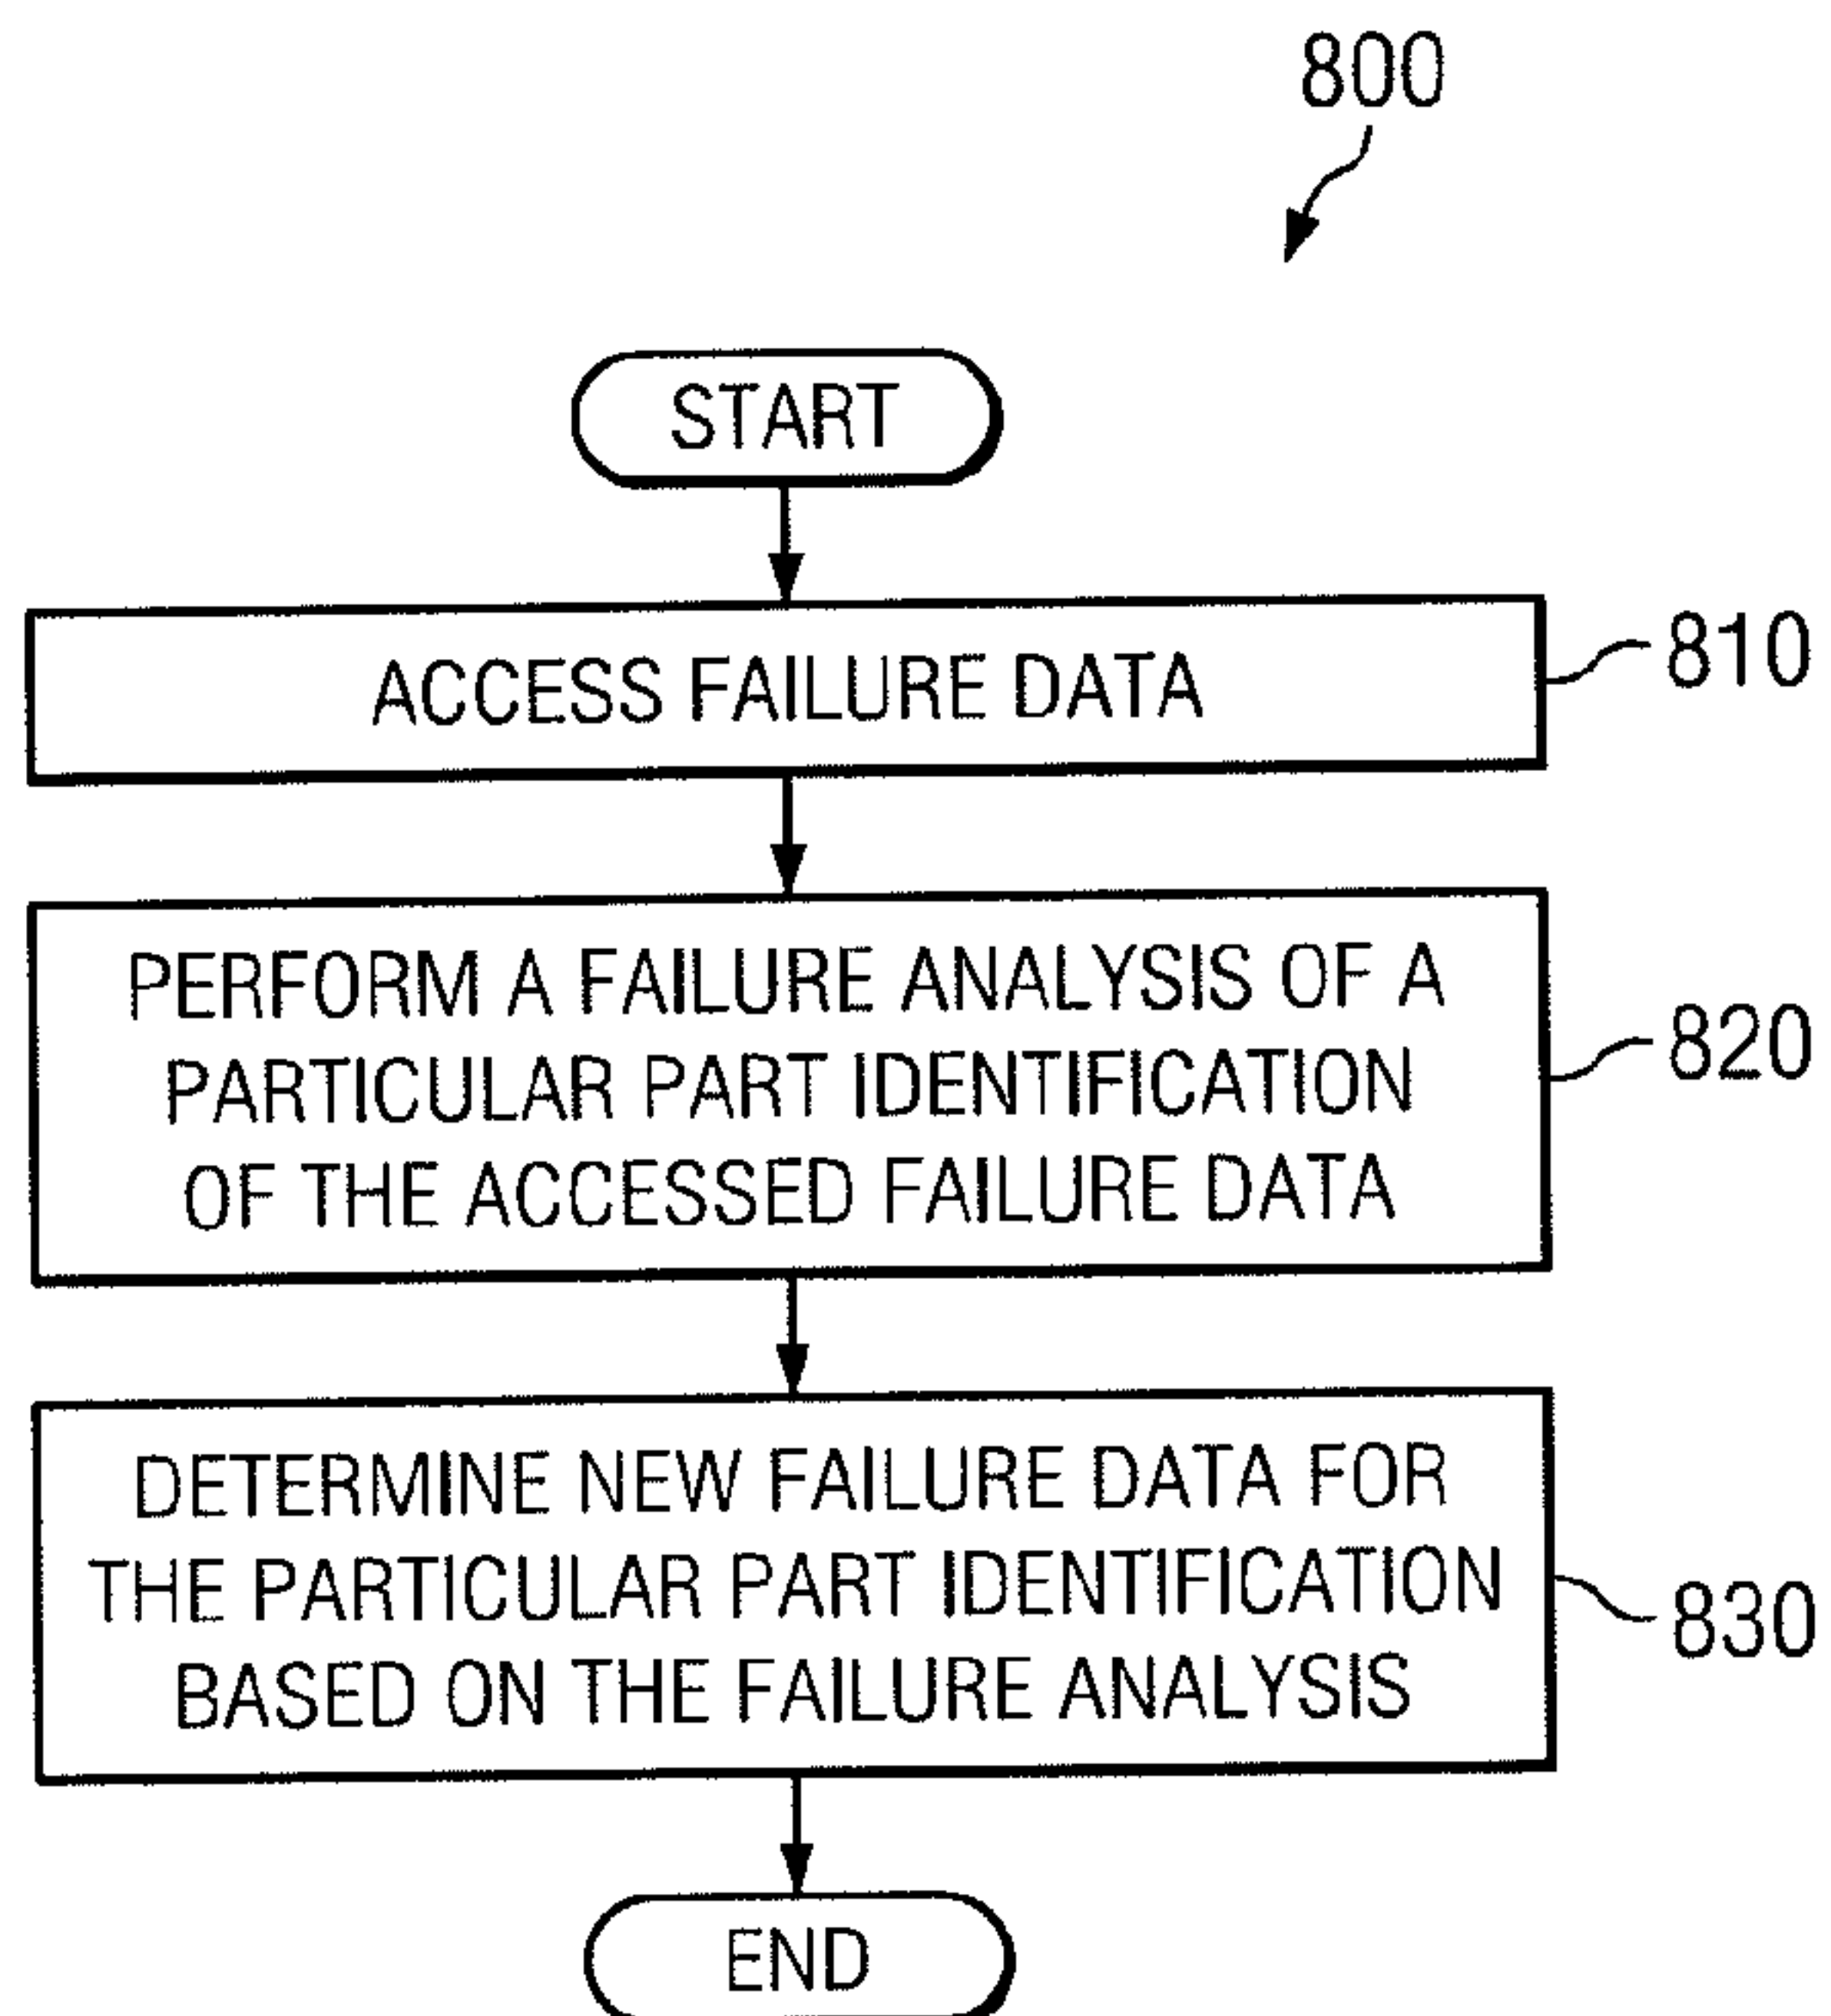 800
START
ACCESS FAILURE DATA
810
PERFORM A FAILURE ANALYSIS OF A
PARTICULAR PART IDENTIFICATION
OF THE ACCESSED FAILURE DATA
820
DETERMINE NEW FAILURE DATA FOR
THE PARTICULAR PART IDENTIFICATION
BASED ON THE FAILURE ANALYSIS
830
END